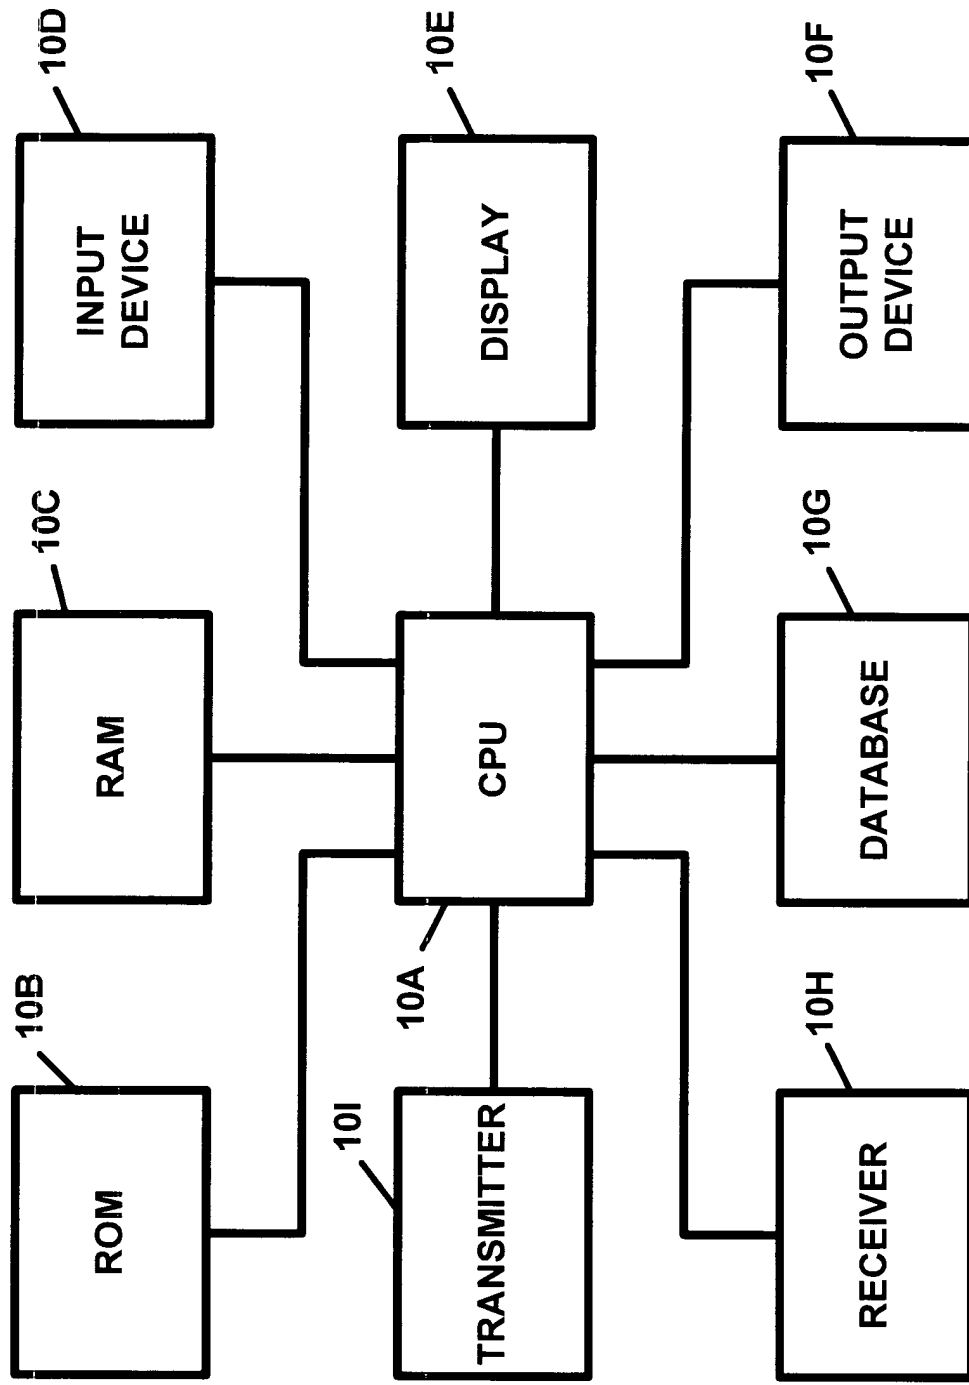 10B
ROM
10C
RAM
10D
INPUT
DEVICE
10I
TRANSMITTER
10A
CPU
10E
DISPLAY
10H
RECEIVER
10G
DATABASE
10F
OUTPUT
DEVICE